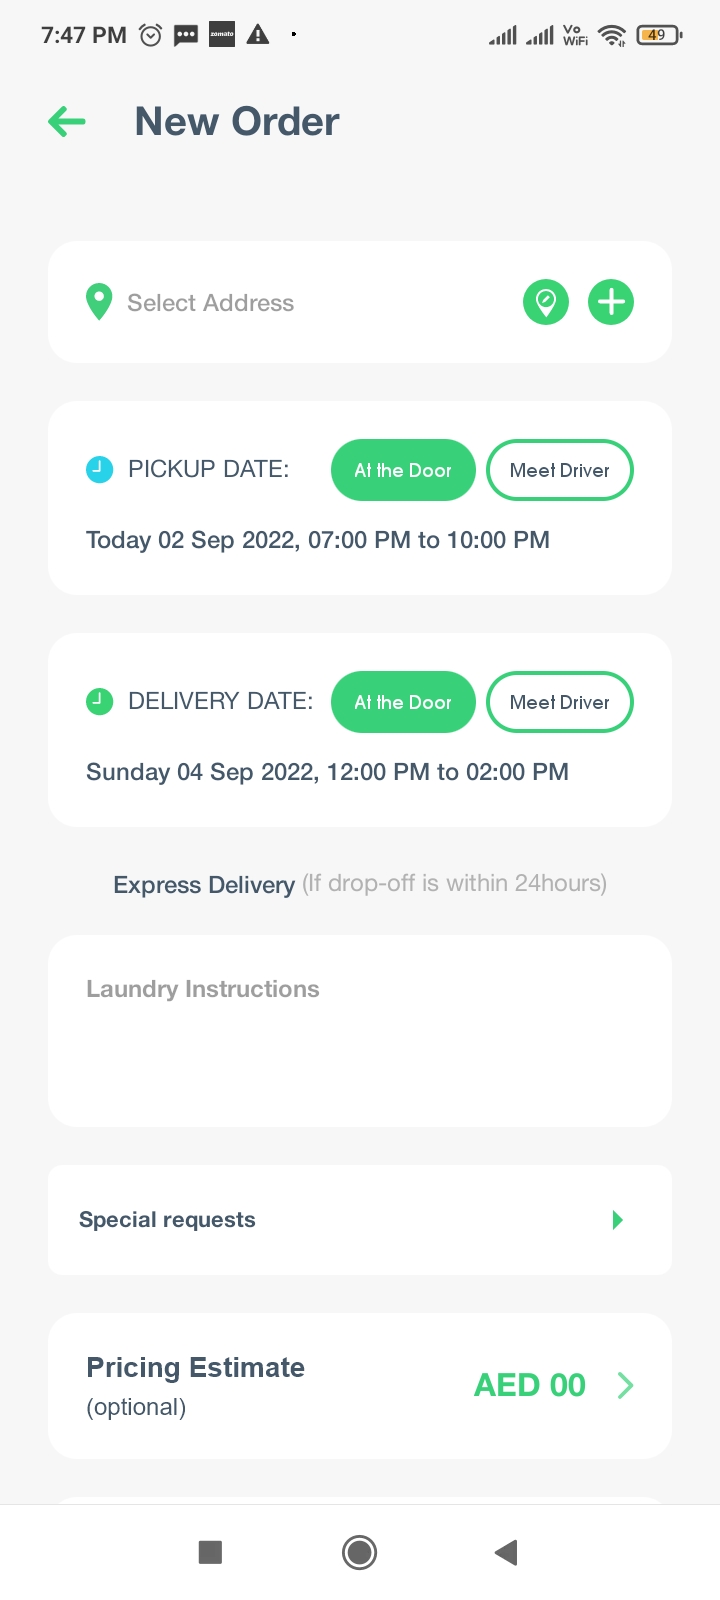 7:47 PM zomato Vo WiFi 49
New Order
Select Address
PICKUP DATE: At the Door Meet Driver
Today 02 Sep 2022, 07:00 PM to 10:00 PM
DELIVERY DATE: At the Door Meet Driver
Sunday 04 Sep 2022, 12:00 PM to 02:00 PM
Express Delivery (If drop-off is within 24hours)
Laundry Instructions
Special requests
Pricing Estimate
(optional)
AED 00